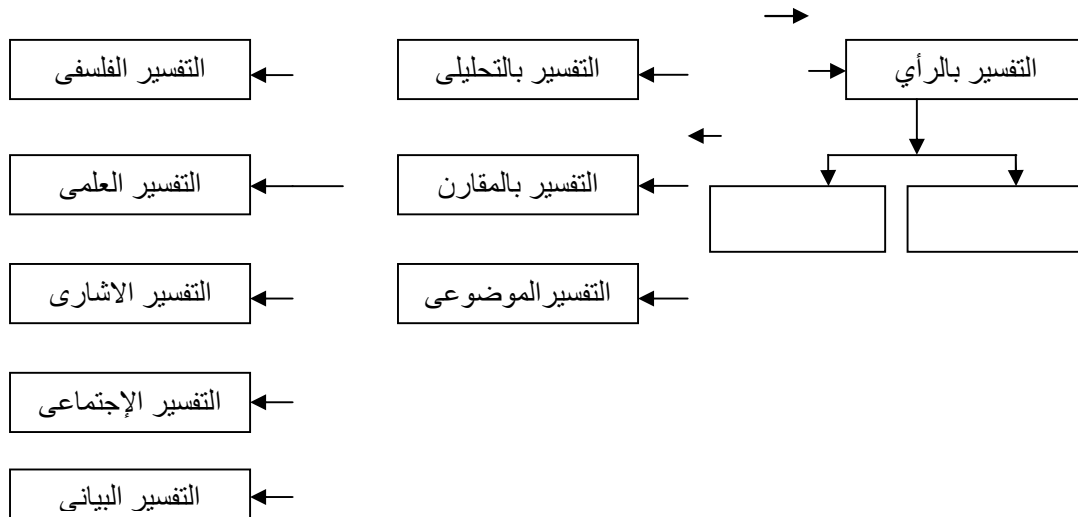 التفسير بالرأي
التفسير بالتحليلى
التفسير الفلسفى
التفسير بالمقارن
التفسير العلمى
التفسيرالموضوعى
التفسير الاشارى
التفسير الإجتماعى
التفسير البيانى